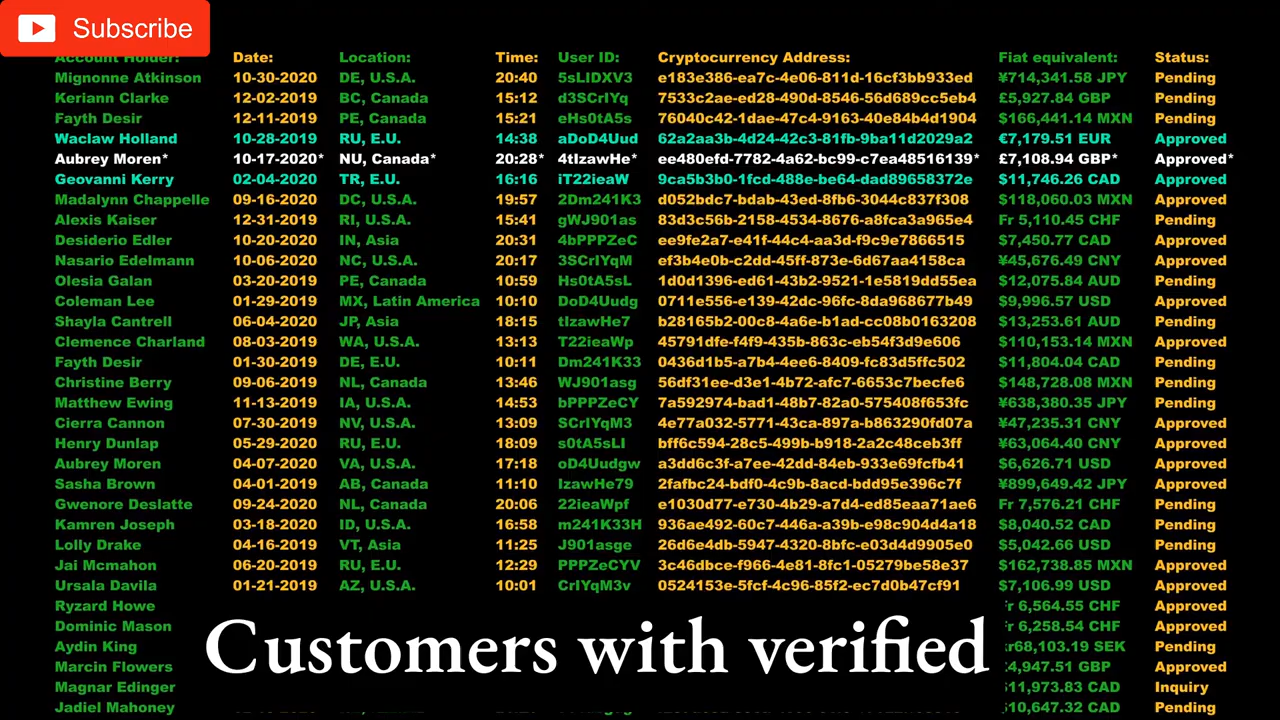 Subscribe
Account Holder: Date: Location: Time: User ID: Cryptocurrency Address: Fiat equivalent: Status:
Mignonne Atkinson 10-30-2020 DE, U.S.A. 20:40 5sLIDXV3 e183e386-ea7c-4e06-811d-16cf3bb933ed ¥714,341.58 JPY Pending
Keriann Clarke 12-02-2019 BC, Canada 15:12 d3SCrIYq 7533c2ae-ed28-490d-8546-56d689cc5eb4 £5,927.84 GBP Pending
Fayth Desir 12-11-2019 PE, Canada 15:21 eHs0tA5s 76040c42-1dae-47c4-9163-40e84b4d1904 $166,441.14 MXN Pending
Waclaw Holland 10-28-2019 RU, E.U. 14:38 aDoD4Uud 62a2aa3b-4d24-42c3-81fb-9ba11d2029a2 €7,179.51 EUR Approved
Aubrey Moren* 10-17-2020* NU, Canada* 20:28* 4tIzawHe* ee480efd-7782-4a62-bc99-c7ea48516139* £7,108.94 GBP* Approved*
Geovanni Kerry 02-04-2020 TR, E.U. 16:16 iT22ieaW 9ca5b3b0-1fcd-488e-be64-dad89658372e $11,746.26 CAD Approved
Madalynn Chappelle 09-16-2020 DC, U.S.A. 19:57 2Dm241K3 d052bdc7-bdab-43ed-8fb6-3044c837f308 $118,060.03 MXN Approved
Alexis Kaiser 12-31-2019 RI, U.S.A. 15:41 gWJ901as 83d3c56b-2158-4534-8676-a8fca3a965e4 Fr 5,110.45 CHF Pending
Desiderio Edler 10-20-2020 IN, Asia 20:31 4bPPPZeC ee9fe2a7-e41f-44c4-aa3d-f9c9e7866515 $7,450.77 CAD Approved
Nasario Edelmann 10-06-2020 NC, U.S.A. 20:17 3SCrIYqM ef3b4e0b-c2dd-45ff-873e-6d67aa4158ca ¥45,676.49 CNY Approved
Olesia Galan 03-20-2019 PE, Canada 10:59 Hs0tA5sL 1d0d1396-ed61-43b2-9521-1e5819dd55ea $12,075.84 AUD Pending
Coleman Lee 01-29-2019 MX, Latin America 10:10 DoD4Uudg 0711e556-e139-42dc-96fc-8da968677b49 $9,996.57 USD Approved
Shayla Cantrell 06-04-2020 JP, Asia 18:15 tIzawHe7 b28165b2-00c8-4a6e-b1ad-cc08b0163208 $13,253.61 AUD Pending
Clemence Charland 08-03-2019 WA, U.S.A. 13:13 T22ieaWp 45791dfe-f4f9-435b-863c-eb54f3d9e606 $110,153.14 MXN Pending
Fayth Desir 01-30-2019 DE, E.U. 10:11 Dm241K33 0436d1b5-a7b4-4ee6-8409-fc83d5ffc502 $11,804.04 CAD Pending
Christine Berry 09-06-2019 NL, Canada 13:46 WJ901asg 56df31ee-d3e1-4b72-afc7-6653c7becfe6 $148,728.08 MXN Pending
Matthew Ewing 11-13-2019 IA, U.S.A. 14:53 bPPPZeCY 7a592974-bad1-48b7-82a0-575408f653fc ¥638,380.35 JPY Pending
Cierra Cannon 07-30-2019 NV, U.S.A. 13:09 SCrIYqM3 4e77a032-5771-43ca-897a-b863290fd07a ¥47,235.31 CNY Approved
Henry Dunlap 05-29-2020 RU, E.U. 18:09 s0tA5sLI bff6c594-28c5-499b-b918-2a2c48ceb3ff ¥63,064.40 CNY Approved
Aubrey Moren 04-07-2020 VA, U.S.A. 17:18 oD4Uudgw a3dd6c3f-a7ee-42dd-84eb-933e69fcfb41 $6,626.71 USD Approved
Sasha Brown 04-01-2019 AB, Canada 11:10 IzawHe79 2fafbc24-bdf0-4c9b-8acd-bdd95e396c7f ¥899,649.42 JPY Approved
Gwenore Deslatte 09-24-2020 NL, Canada 20:06 22ieaWpf e1030d77-e730-4b29-a7d4-ed85eaa71ae6 Fr 7,576.21 CHF Pending
Kamren Joseph 03-18-2020 ID, U.S.A. 16:58 m241K33H 936ae492-60c7-446a-a39b-e98c904d4a18 $8,040.52 CAD Pending
Lolly Drake 04-16-2019 VT, Asia 11:25 J901asge 26d6e4db-5947-4320-8bfc-e03d4d9905e0 $5,042.66 USD Pending
Jai Mcmahon 06-20-2019 RU, E.U. 12:29 PPPZeCYV 3c46dbce-f966-4e81-8fc1-05279be58e37 $162,738.85 MXN Approved
Ursala Davila 01-21-2019 AZ, U.S.A. 10:01 CrIYqM3v 0524153e-5fcf-4c96-85f2-ec7d0b47cf91 $7,106.99 USD Approved
Ryzard Howe 6,564.55 CHF Approved
Dominic Mason 6,258.54 CHF Approved
Customers with verified
Aydin King 68,103.19 SEK Pending
Marcin Flowers 4,947.51 GBP Approved
Magnar Edinger 11,973.83 CAD Inquiry
Jadiel Mahoney 10,647.32 CAD Pending